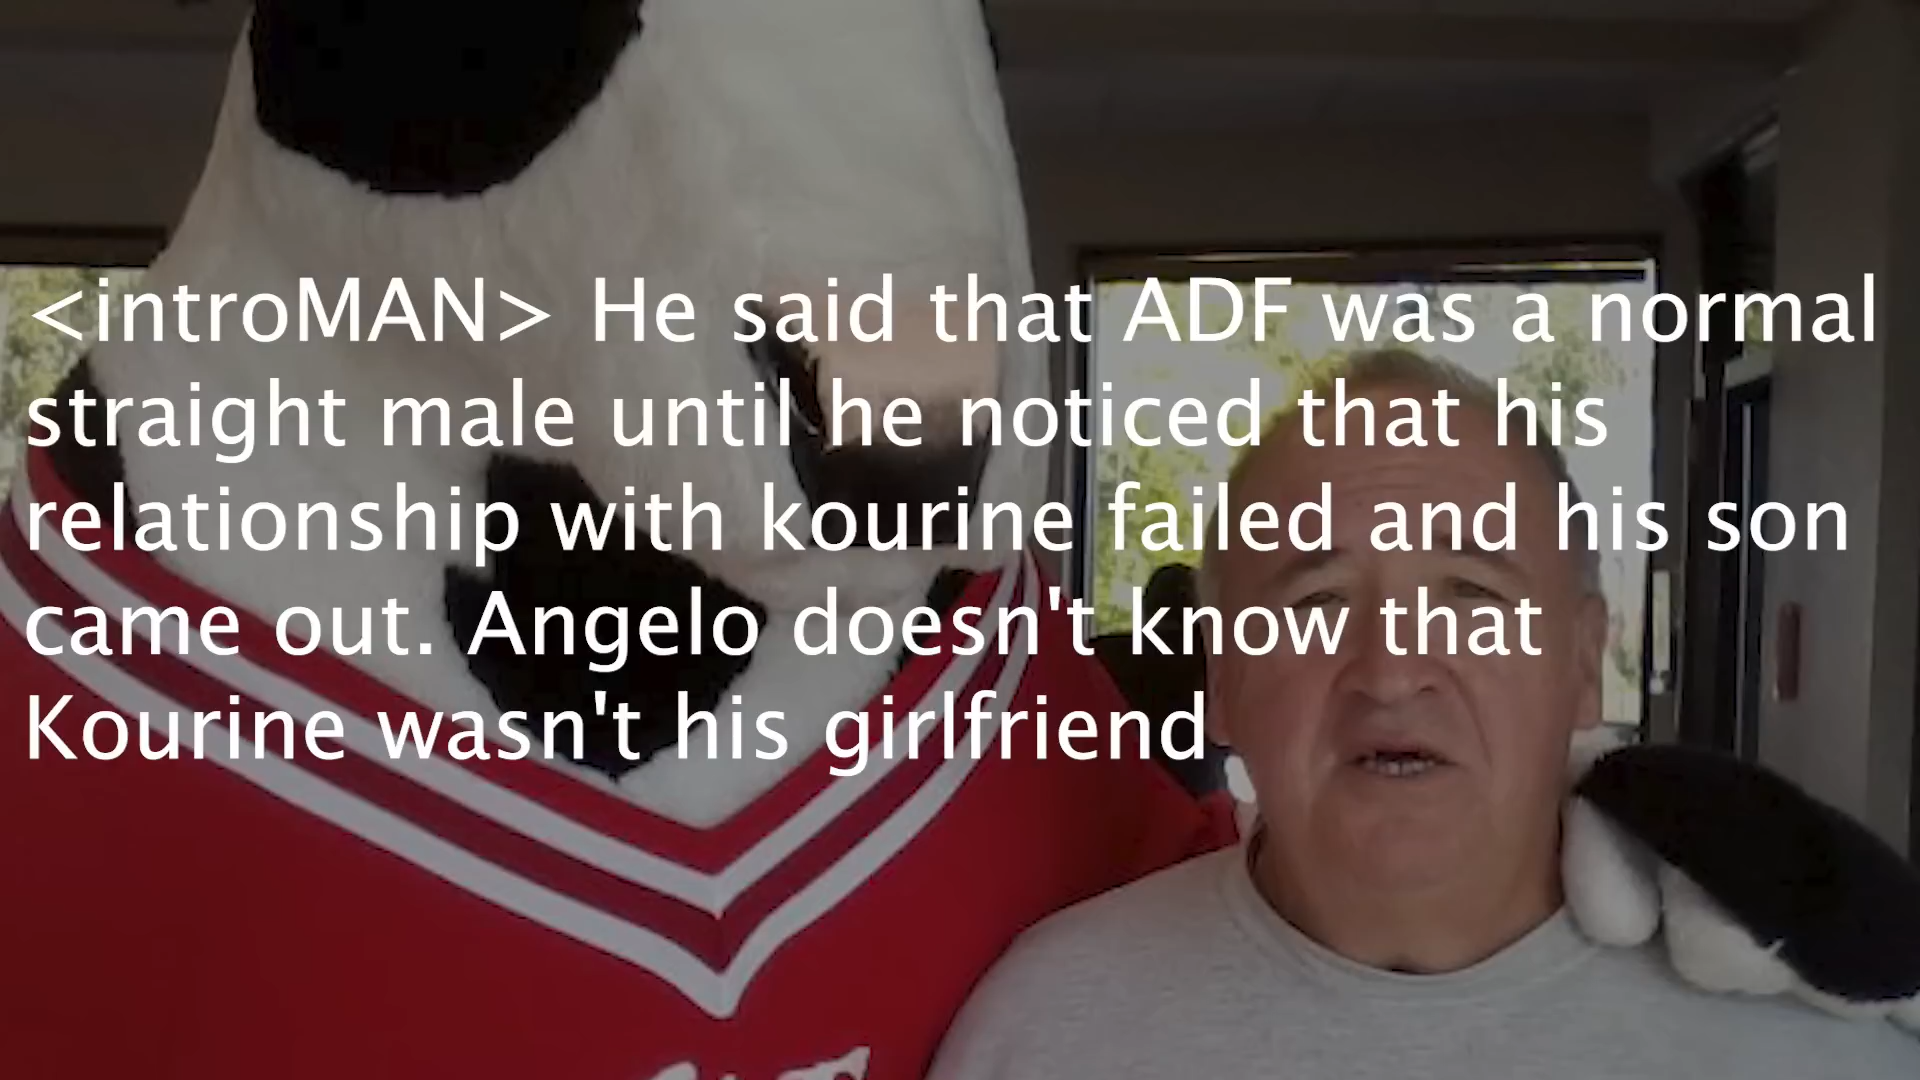 <introMAN> He said that ADF was a normal
straight male until he noticed that his
relationship with kourine failed and his son
came out. Angelo doesn't know that
Kourine wasn't his girlfriend